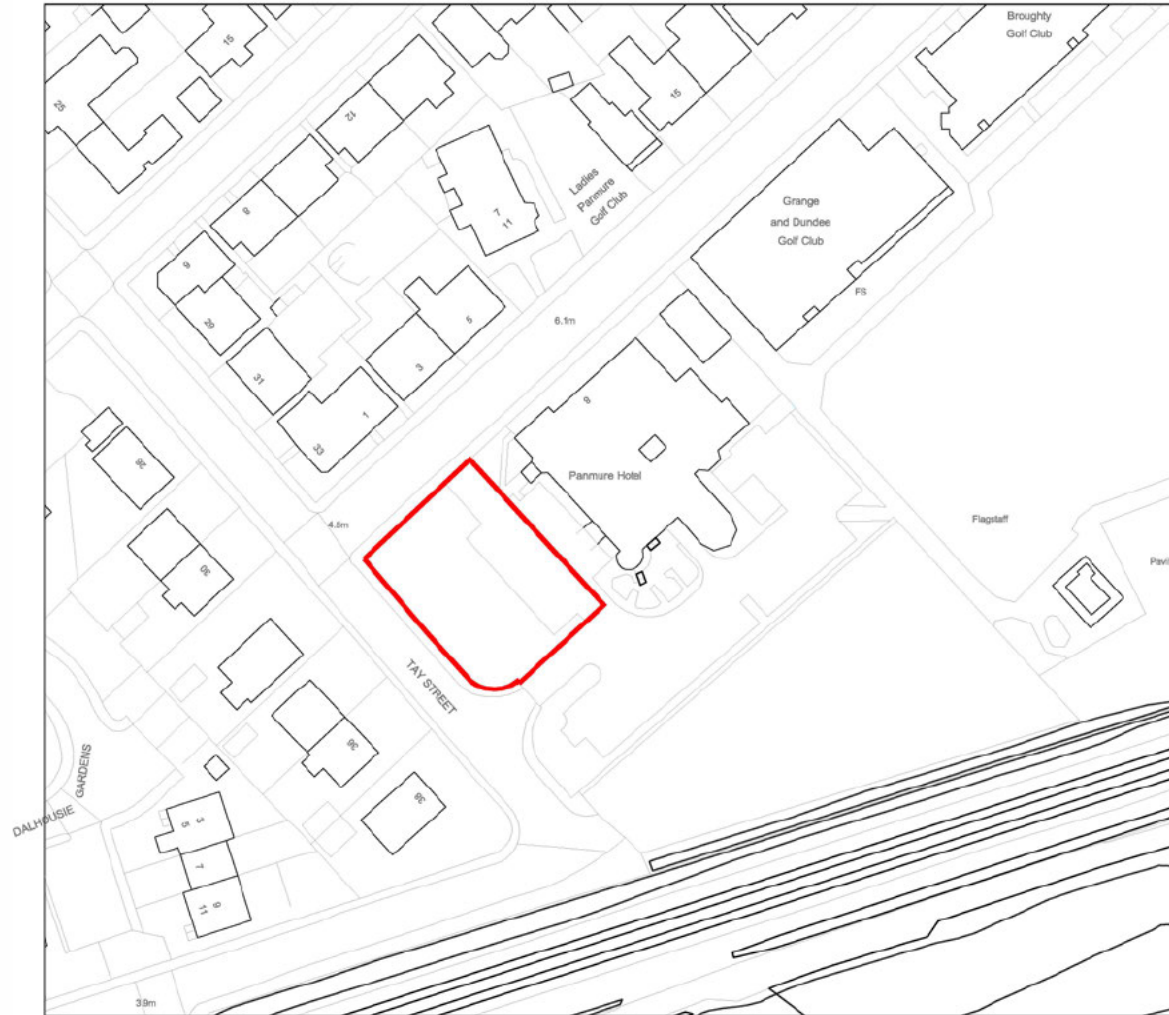 Broughty
Golf Club
15
25
12
15
Ladies
Panmure
Golf Club
7
11
8
Grange
and Dundee
Golf Club
9
29
5
6.1m
FS
31
3
1
33
9
26
Panmure Hotel
4.5m
Flagstaff
30
Pavil
TAY STREET
36
GARDENS
DALHOUSIE
38
5
3
7
9
11
3.9m